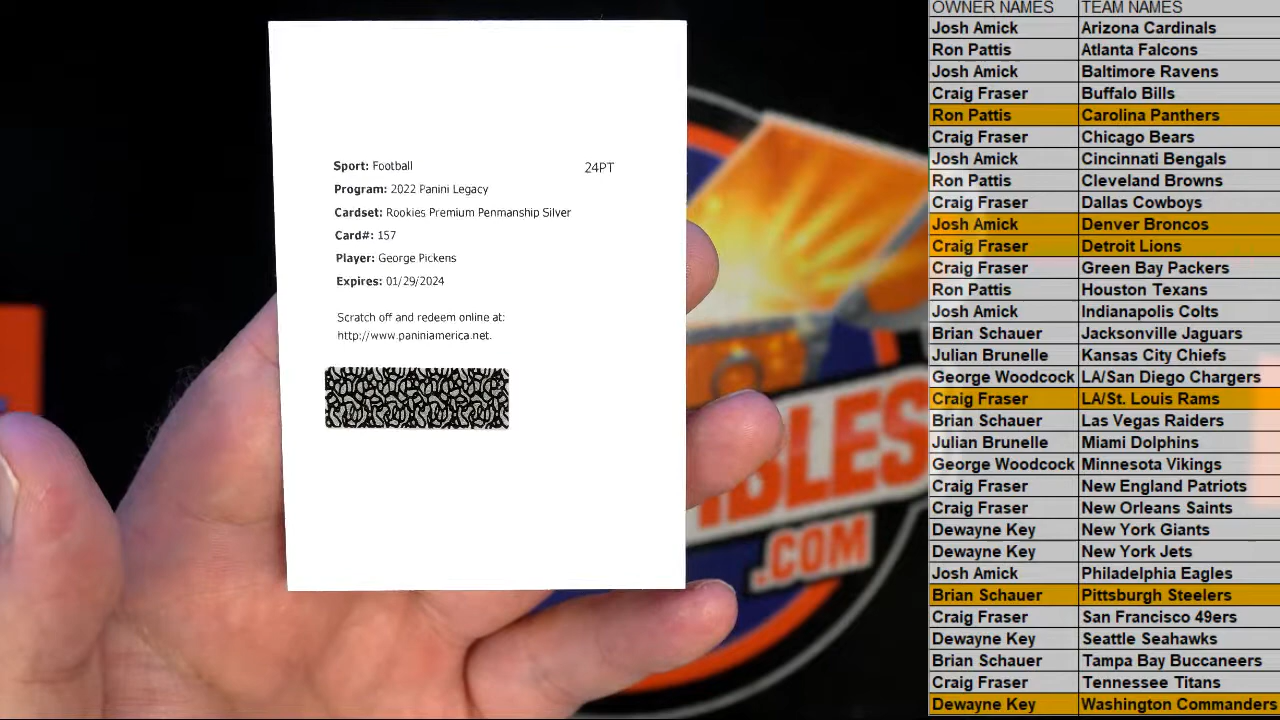 Sport: Football
24PT
Program: 2022 Panini Legacy
Cardset: Rookies Premium Penmanship Silver
Card#: 157
Player: George Pickens
Expires: 01/29/2024
Scratch off and redeem online at:
http://www.paniniamerica.net.
BLES
.COM
OWNER NAMES TEAM NAMES
Josh Amick Arizona Cardinals
Ron Pattis Atlanta Falcons
Josh Amick Baltimore Ravens
Craig Fraser Buffalo Bills
Ron Pattis Carolina Panthers
Craig Fraser Chicago Bears
Josh Amick Cincinnati Bengals
Ron Pattis Cleveland Browns
Craig Fraser Dallas Cowboys
Josh Amick Denver Broncos
Craig Fraser Detroit Lions
Craig Fraser Green Bay Packers
Ron Pattis Houston Texans
Josh Amick Indianapolis Colts
Brian Schauer Jacksonville Jaguars
Julian Brunelle Kansas City Chiefs
George Woodcock LA/San Diego Chargers
Craig Fraser LA/St. Louis Rams
Brian Schauer Las Vegas Raiders
Julian Brunelle Miami Dolphins
George Woodcock Minnesota Vikings
Craig Fraser New England Patriots
Craig Fraser New Orleans Saints
Dewayne Key New York Giants
Dewayne Key New York Jets
Josh Amick Philadelphia Eagles
Brian Schauer Pittsburgh Steelers
Craig Fraser San Francisco 49ers
Dewayne Key Seattle Seahawks
Brian Schauer Tampa Bay Buccaneers
Craig Fraser Tennessee Titans
Dewayne Key Washington Commanders